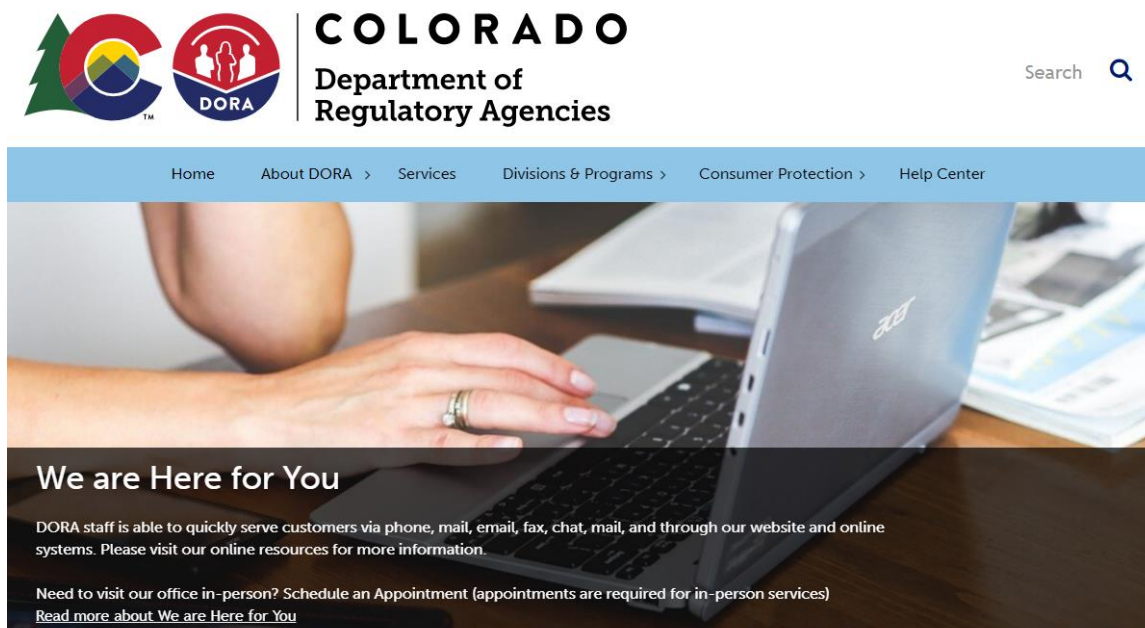 COLORADO
Department of
Regulatory Agencies
DORA
TM
Search
Home About DORA > Services Divisions & Programs > Consumer Protection > Help Center
acer
We are Here for You
DORA staff is able to quickly serve customers via phone, mail, email, fax, chat, mail, and through our website and online
systems. Please visit our online resources for more information.
Need to visit our office in-person? Schedule an Appointment (appointments are required for in-person services)
Read more about We are Here for You